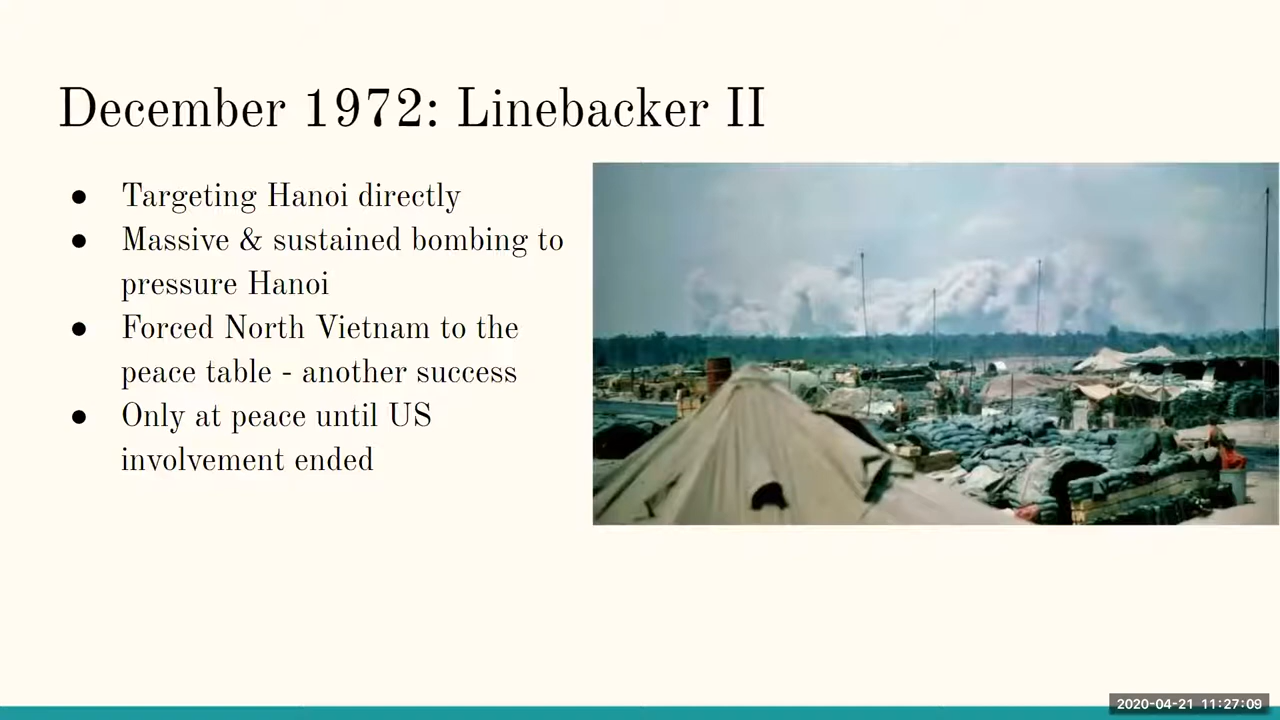 December 1972: Linebacker II
● Targeting Hanoi directly
● Massive & sustained bombing to
pressure Hanoi
● Forced North Vietnam to the
peace table - another success
● Only at peace until US
involvement ended
2020-04-21 11:27:09